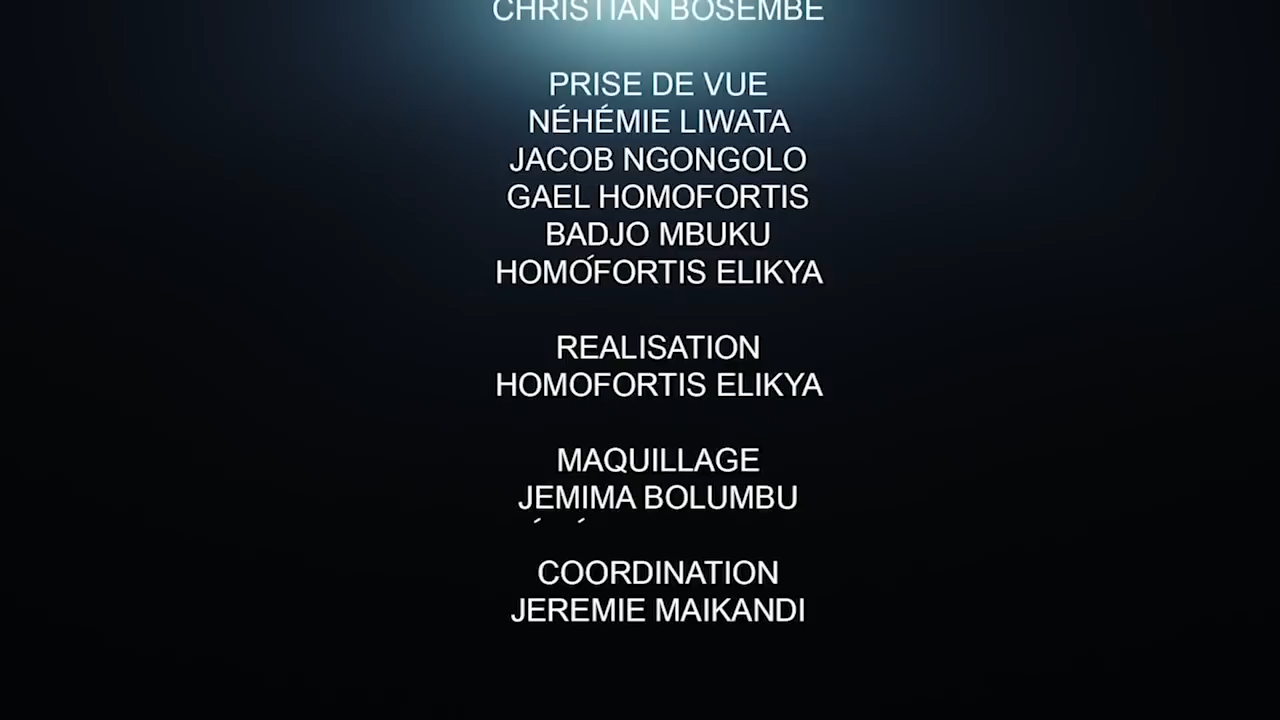 CHRISTIAN BOSEMBE
PRISE DE VUE
NÉHÉMIE LIWATA
JACOB NGONGOLO
GAEL HOMOFORTIS
BADJO MBUKU
HOMOFORTIS ELIKYA
REALISATION
HOMOFORTIS ELIKYA
MAQUILLAGE
JEMIMA BOLUMBU
COORDINATION
JEREMIE MAIKANDI